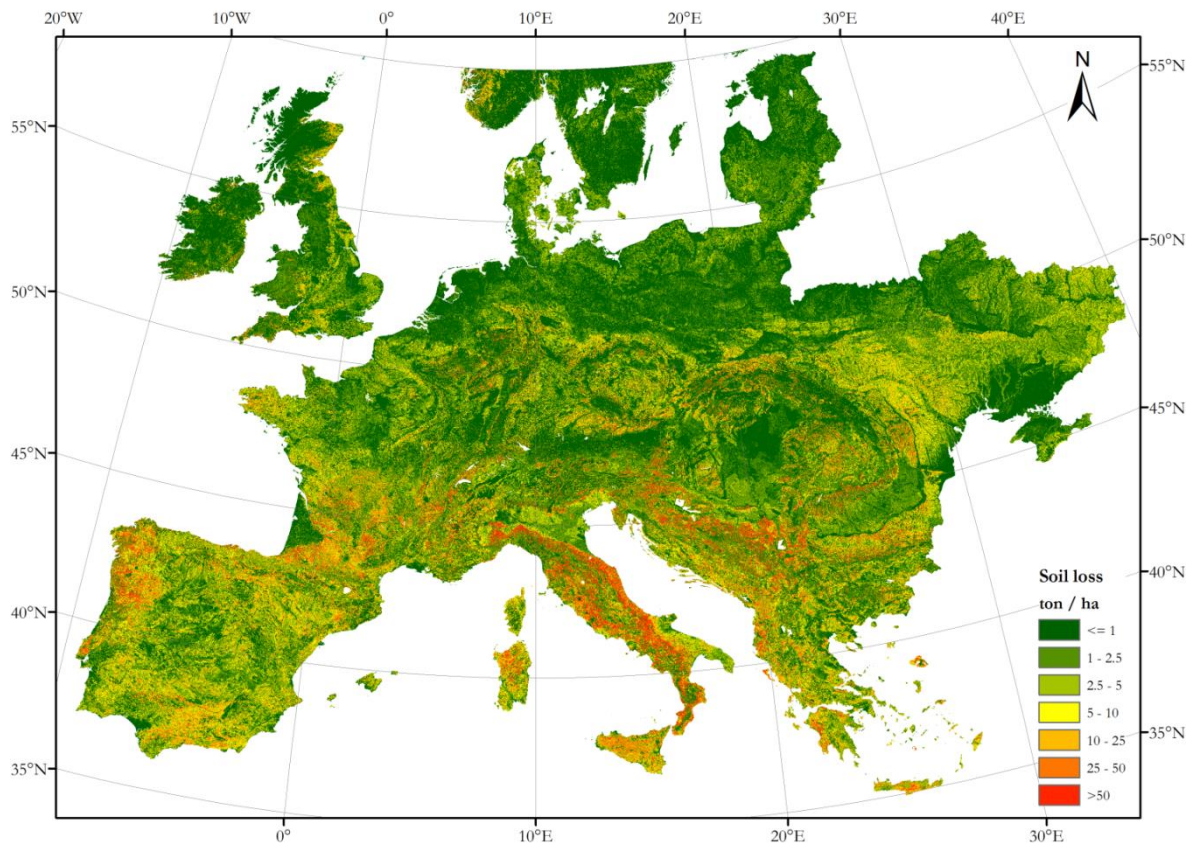 20°W 10°W 0° 10°E 20°E 30°E 40°E
N
55°N
55°N
50°N
50°N
45°N
45°N
40°N
40°N
35°N
35°N
Soil loss
ton / ha
<= 1
1 - 2.5
2.5 - 5
5 - 10
10 - 25
25 - 50
>50
0° 10°E 20°E 30°E